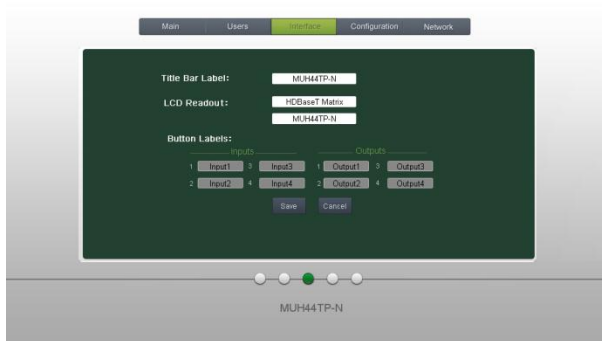 Main Users Interface Configuration Network
Title Bar Label: MUH44TP-N
LCD Readout: HDBaseT Matrix
MUH44TP-N
Button Labels:
Inputs Outputs
1 Input1 3 Input3 1 Output1 3 Output3
2 Input2 4 Input4 2 Output2 4 Output4
Save Cancel
MUH44TP-N